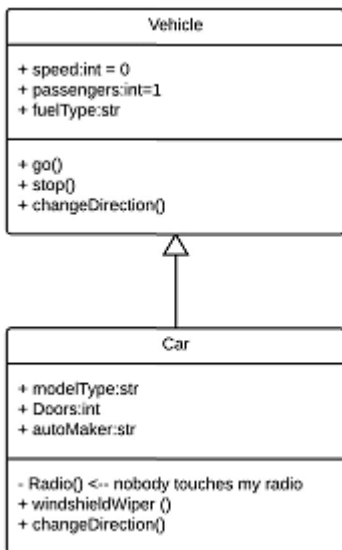 Vehicle
+ speed:int = 0
+ passengers:int=1
+ fuelType:str
+ go()
+ stop()
+ changeDirection()
Car
+ modelType:str
+ Doors:int
+ autoMaker:str
- Radio() <-- nobody touches my radio
+ windshieldWiper ()
+ changeDirection()